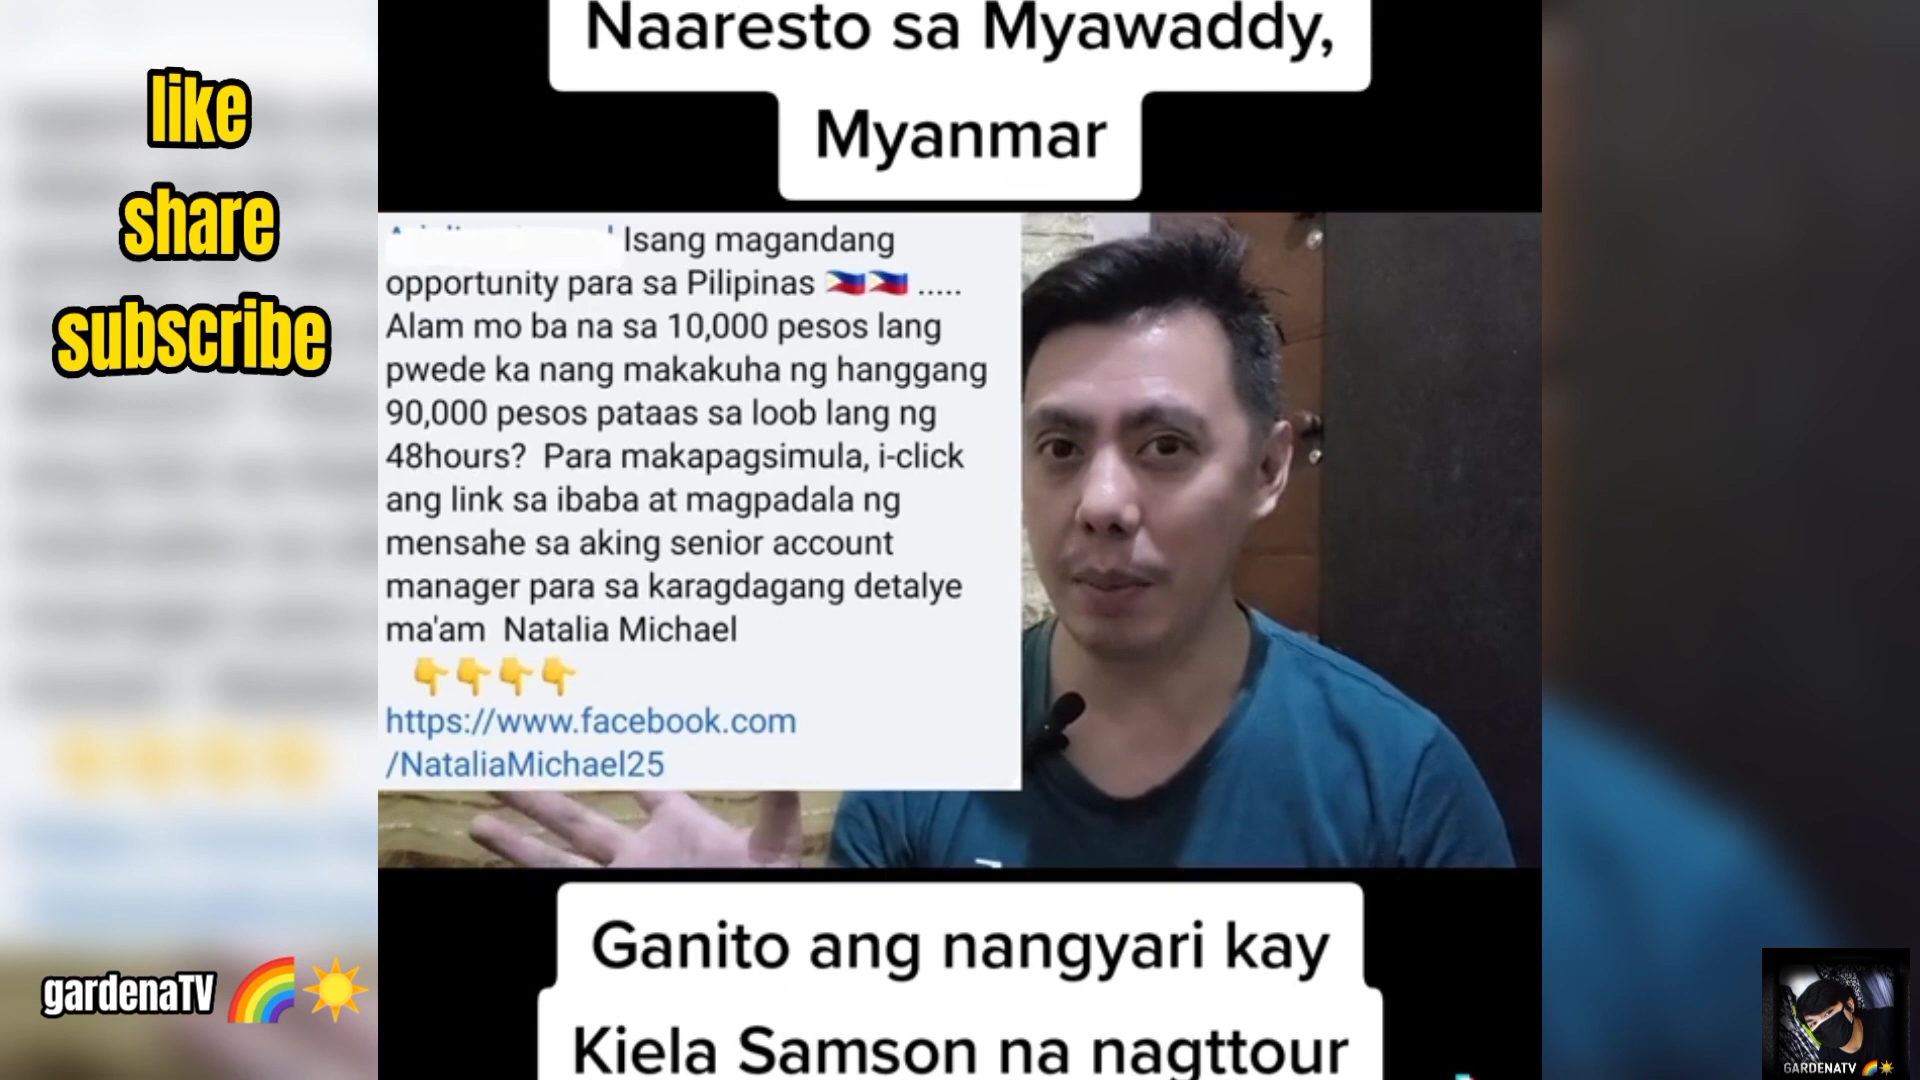 like
share
subscribe
Naaresto sa Myawaddy,
Myanmar
Isang magandang
opportunity para sa Pilipinas 🇵🇭🇵🇭 .....
Alam mo ba na sa 10,000 pesos lang
pwede ka nang makakuha ng hanggang
90,000 pesos pataas sa loob lang ng
48hours? Para makapagsimula, i-click
ang link sa ibaba at magpadala ng
mensahe sa aking senior account
manager para sa karagdagang detalye
ma'am Natalia Michael
👇👇👇👇
https://www.facebook.com
/NataliaMichael25
Ganito ang nangyari kay
Kiela Samson na nagttour
gardenaTV 🌈☀️
GARDENATV 🌈☀️